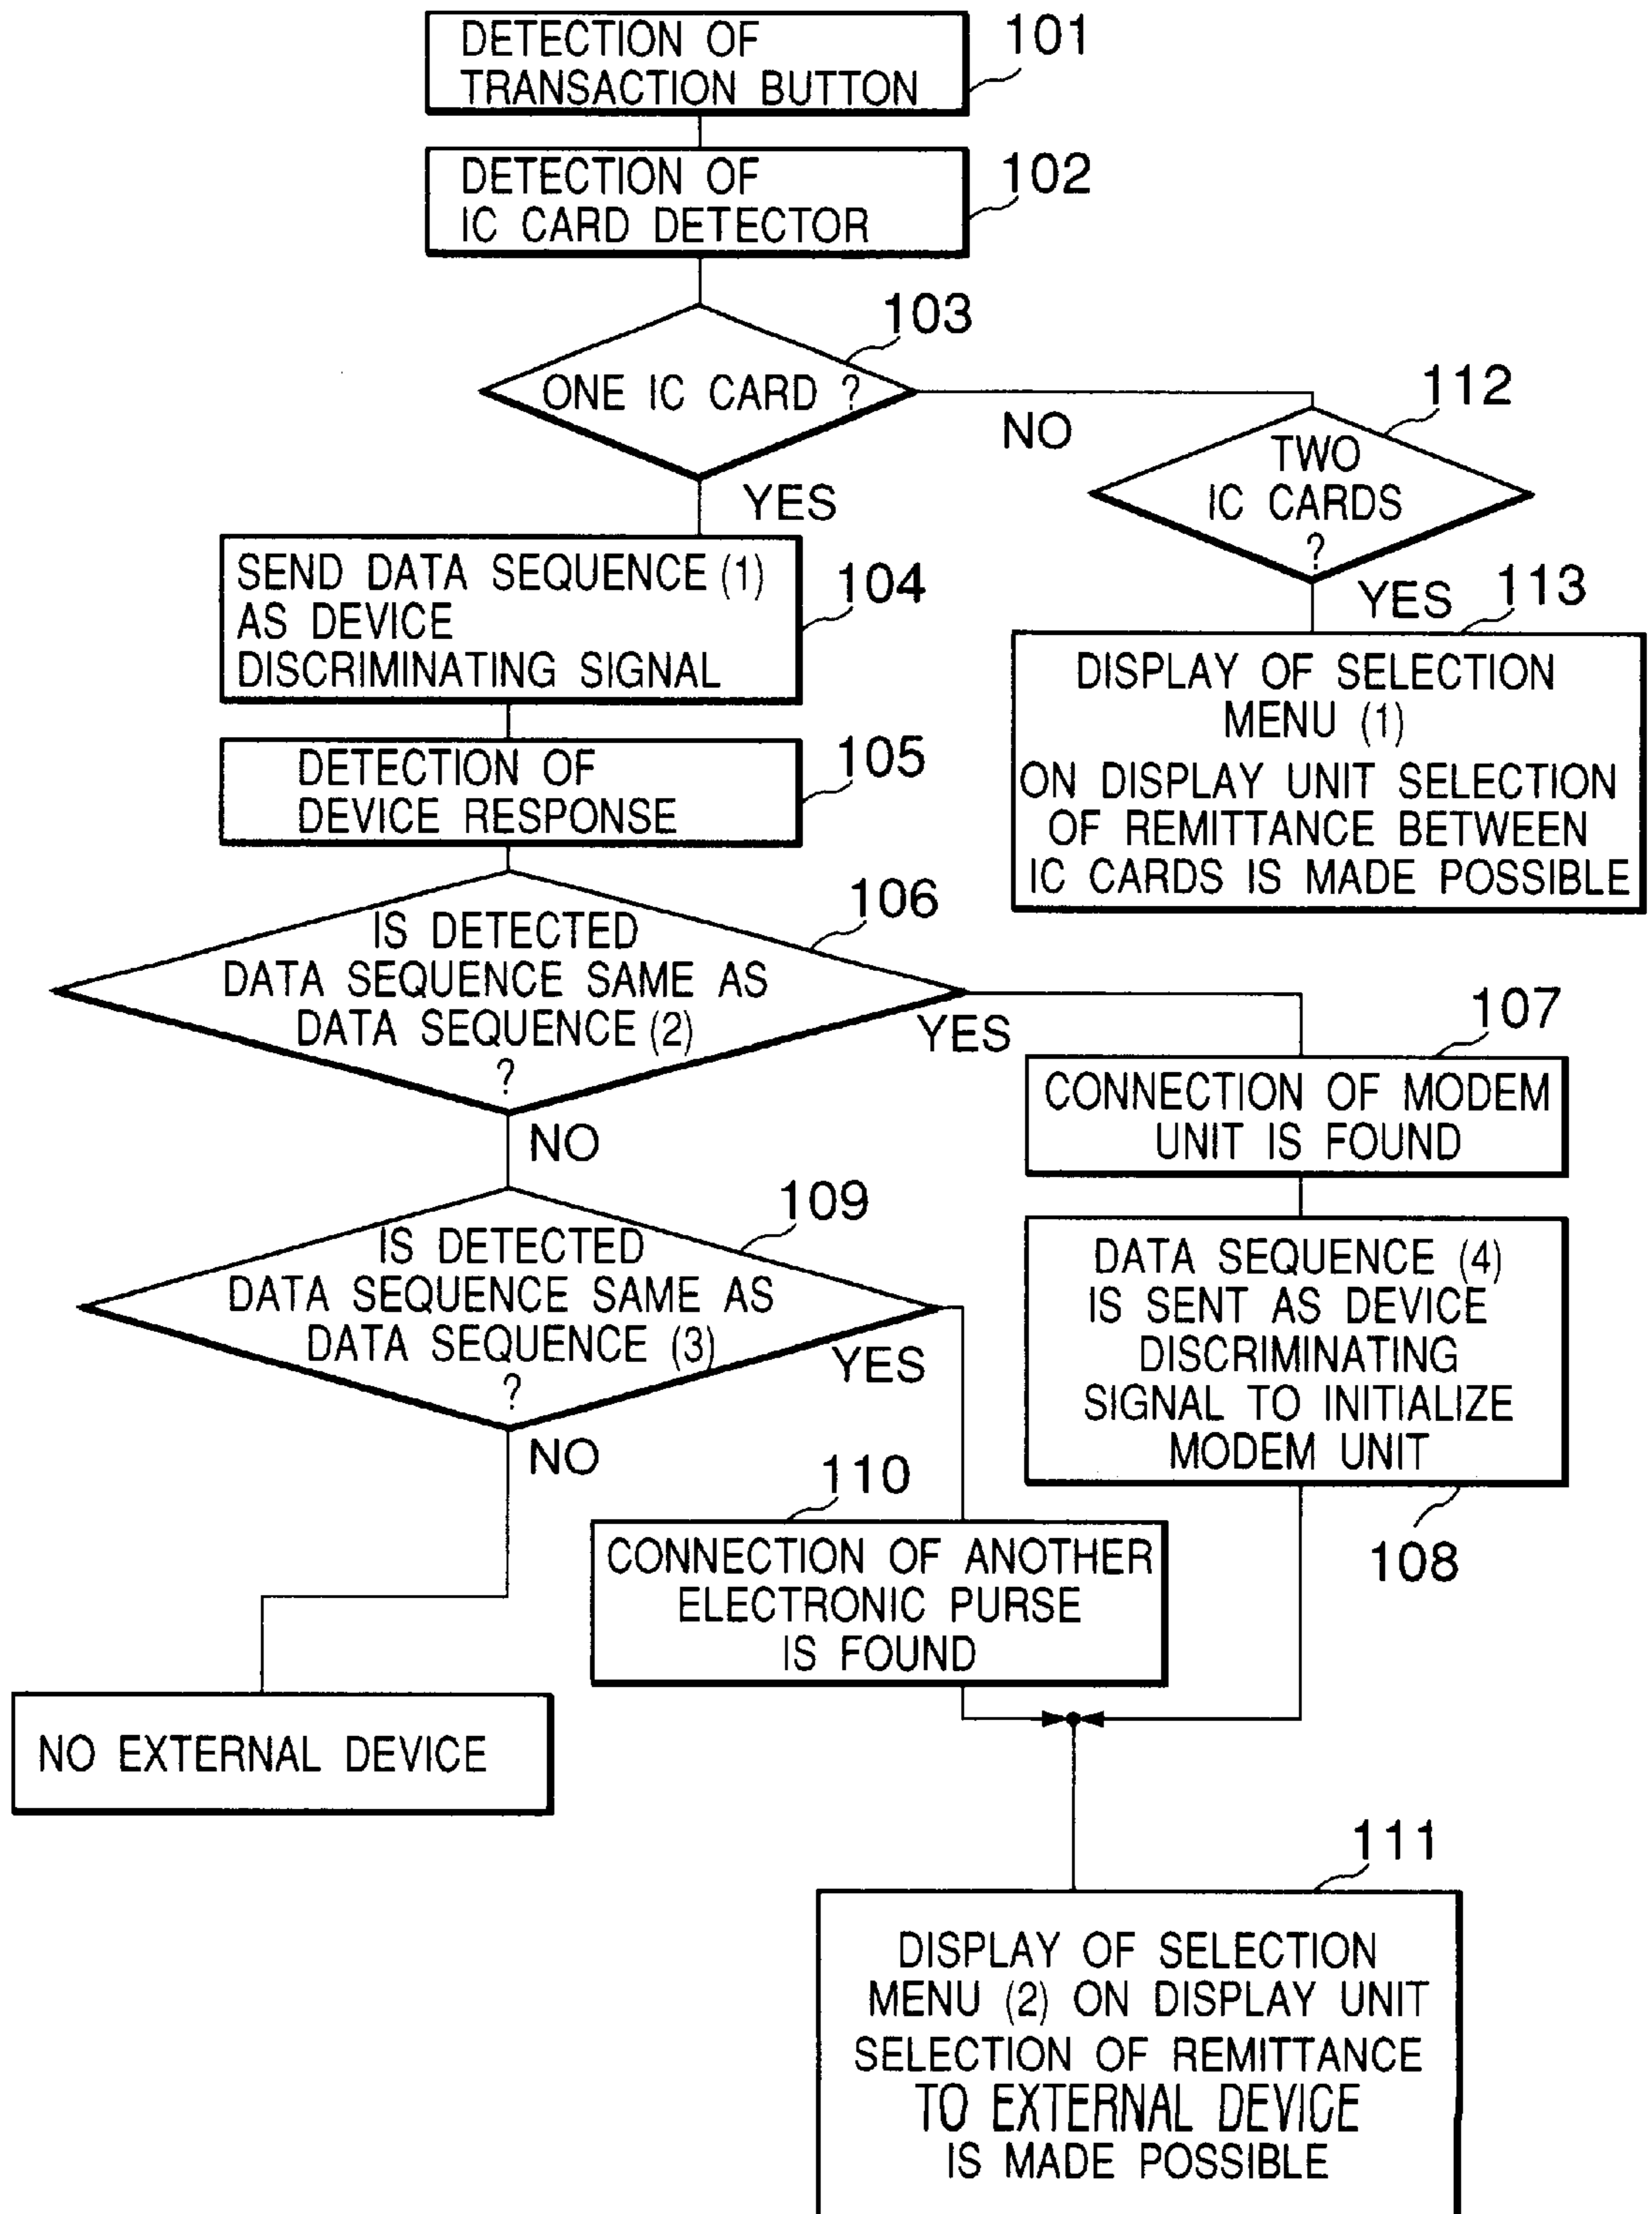 DETECTION OF
TRANSACTION BUTTON
101
DETECTION OF
IC CARD DETECTOR
102
103
ONE IC CARD ?
NO
YES
112
TWO
IC CARDS
?
YES
113
SEND DATA SEQUENCE (1)
AS DEVICE
DISCRIMINATING SIGNAL
104
DISPLAY OF SELECTION
MENU (1)
ON DISPLAY UNIT SELECTION
OF REMITTANCE BETWEEN
IC CARDS IS MADE POSSIBLE
DETECTION OF
DEVICE RESPONSE
105
106
IS DETECTED
DATA SEQUENCE SAME AS
DATA SEQUENCE (2)
?
YES
NO
107
CONNECTION OF MODEM
UNIT IS FOUND
109
IS DETECTED
DATA SEQUENCE SAME AS
DATA SEQUENCE (3)
?
YES
NO
DATA SEQUENCE (4)
IS SENT AS DEVICE
DISCRIMINATING
SIGNAL TO INITIALIZE
MODEM UNIT
108
110
CONNECTION OF ANOTHER
ELECTRONIC PURSE
IS FOUND
NO EXTERNAL DEVICE
111
DISPLAY OF SELECTION
MENU (2) ON DISPLAY UNIT
SELECTION OF REMITTANCE
TO EXTERNAL DEVICE
IS MADE POSSIBLE